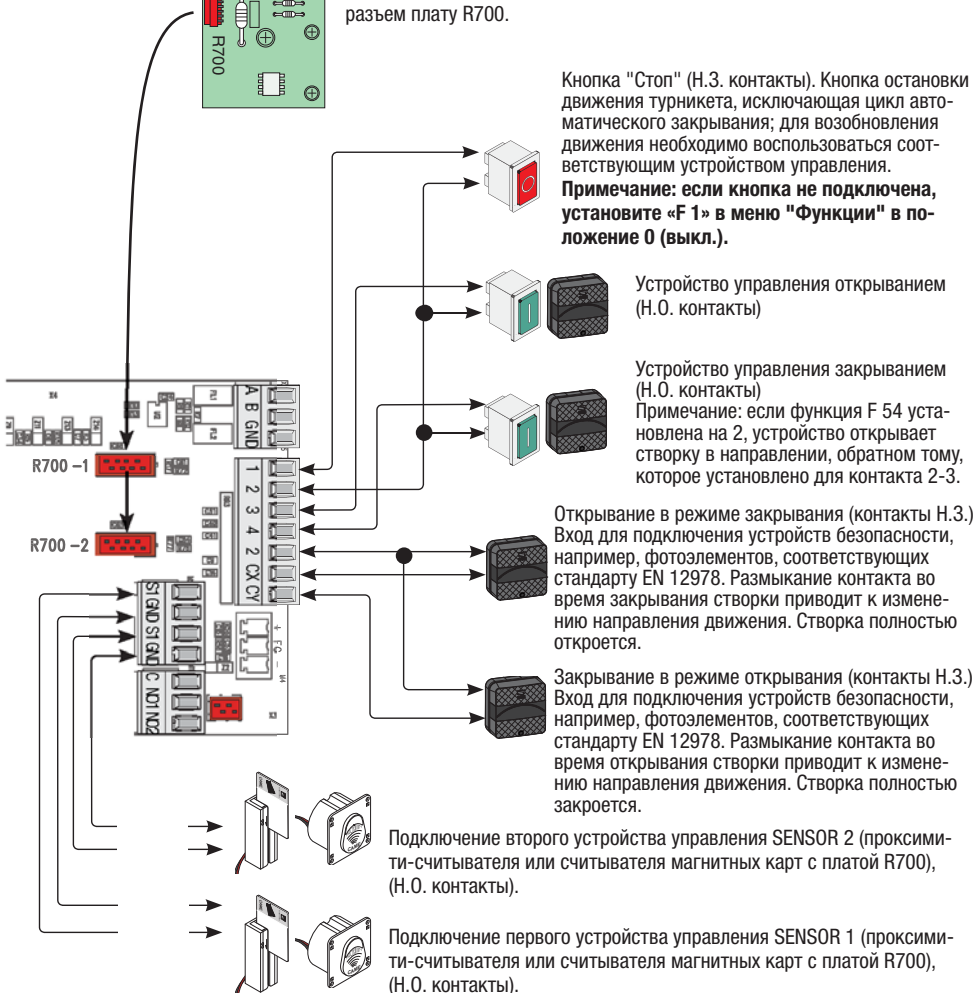 разъем плату R700.
R700
Кнопка "Стоп" (Н.З. контакты). Кнопка остановки
движения турникета, исключающая цикл авто-
матического закрывания; для возобновления
движения необходимо воспользоваться соот-
ветствующим устройством управления.
Примечание: если кнопка не подключена,
установите «F 1» в меню "Функции" в по-
ложение 0 (выкл.).
Устройство управления открыванием
(Н.О. контакты)
Устройство управления закрыванием
(Н.О. контакты)
Примечание: если функция F 54 уста-
новлена на 2, устройство открывает
створку в направлении, обратном тому,
которое установлено для контакта 2-3.
A B GND
R700 –1
1 2 3 4 2 CX CY
R700 –2
Открывание в режиме закрывания (контакты Н.З.)
Вход для подключения устройств безопасности,
например, фотоэлементов, соответствующих
стандарту EN 12978. Размыкание контакта во
время закрывания створки приводит к измене-
нию направления движения. Створка полностью
откроется.
S1 GND S1 GND
+ FC -
C NO1 NO2
Закрывание в режиме открывания (контакты Н.З.)
Вход для подключения устройств безопасности,
например, фотоэлементов, соответствующих
стандарту EN 12978. Размыкание контакта во
время открывания створки приводит к измене-
нию направления движения. Створка полностью
закроется.
Подключение второго устройства управления SENSOR 2 (проксими-
ти-считывателя или считывателя магнитных карт с платой R700),
(Н.О. контакты).
Подключение первого устройства управления SENSOR 1 (проксими-
ти-считывателя или считывателя магнитных карт с платой R700),
(Н.О. контакты).